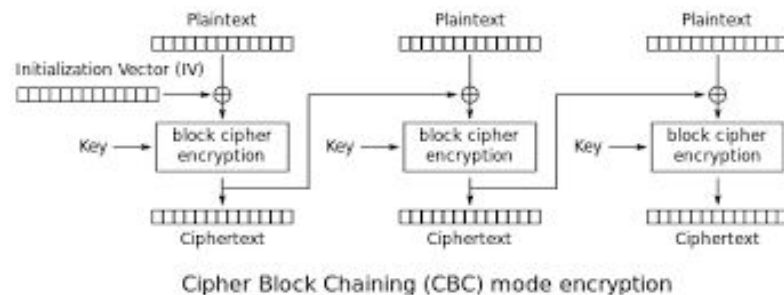 Plaintext Plaintext Plaintext
Initialization Vector (IV)
Key block cipher encryption Key block cipher encryption Key block cipher encryption
Ciphertext Ciphertext Ciphertext
Cipher Block Chaining (CBC) mode encryption